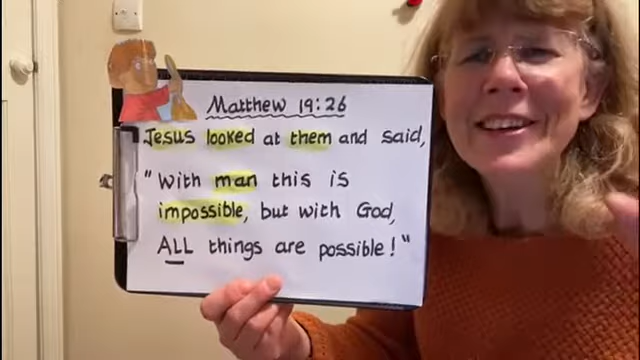 Matthew 19:26
Jesus looked at them and said,
"With man this is
impossible, but with God,
ALL things are possible!"